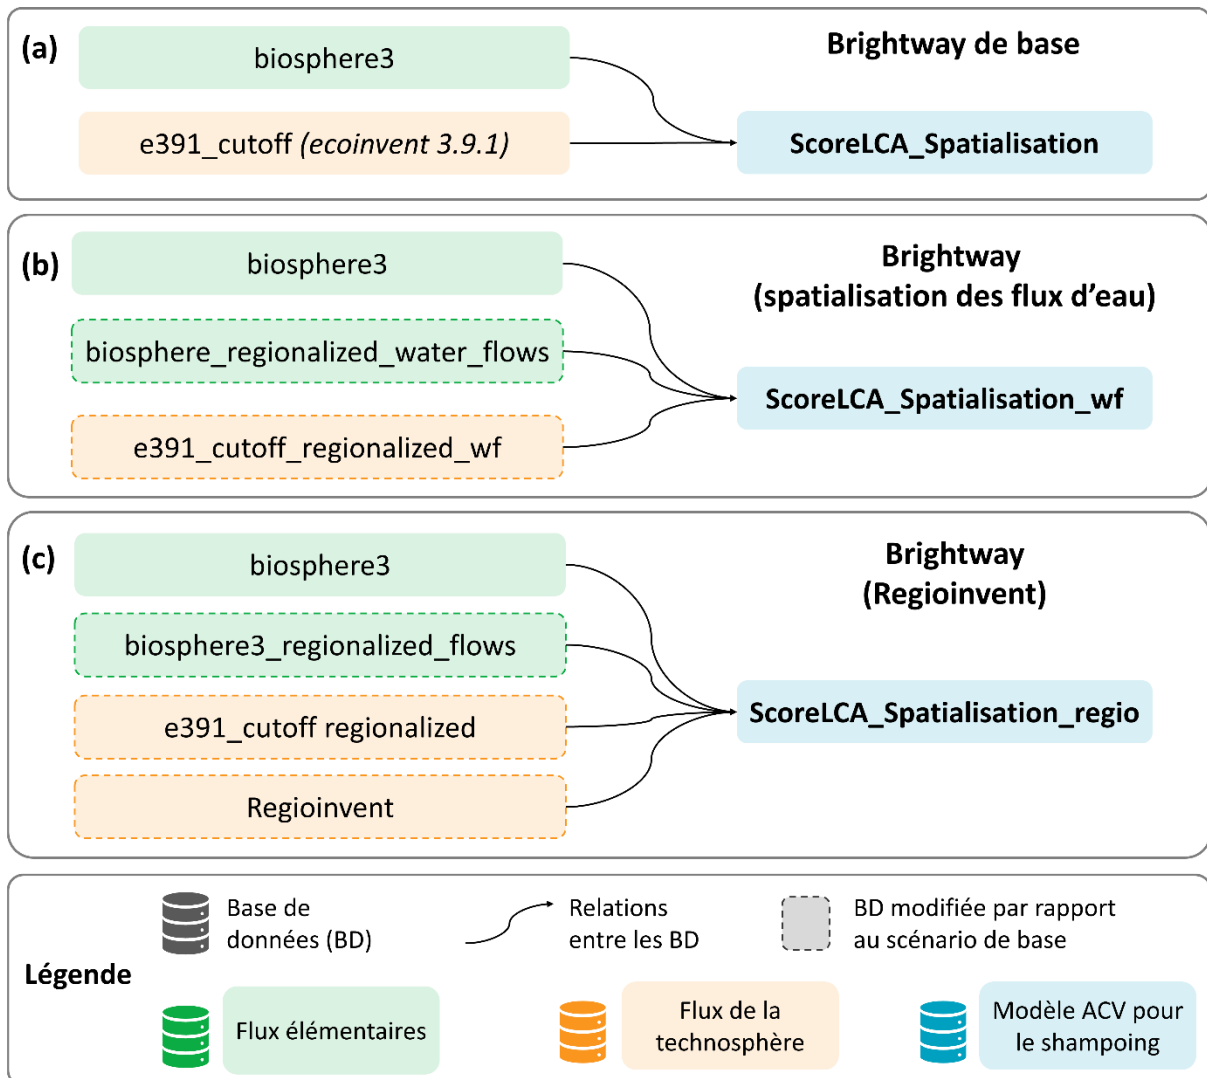 (a)
biosphere3
Brightway de base
e391_cutoff (ecoinvent 3.9.1)
ScoreLCA_Spatialisation
(b)
biosphere3
Brightway
(spatialisation des flux d'eau)
biosphere_regionalized_water_flows
ScoreLCA_Spatialisation_wf
e391_cutoff_regionalized_wf
(c)
biosphere3
Brightway
(Regioinvent)
biosphere3_regionalized_flows
ScoreLCA_Spatialisation_regio
e391_cutoff regionalized
Regioinvent
Légende
Base de
données (BD)
Relations
entre les BD
BD modifiée par rapport
au scénario de base
Flux élémentaires
Flux de la
technosphère
Modèle ACV pour
le shampoing